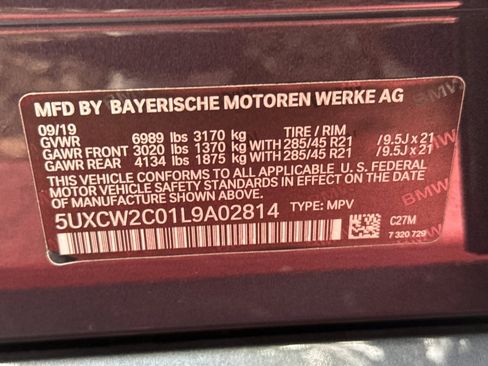 MFD BY BAYERISCHE MOTOREN WERKE AG
09/19
GVWR 6989 lbs 3170 kg TIRE / RIM
GAWR FRONT 3020 lbs 1370 kg WITH 285/45 R21 /9.5J x 21
GAWR REAR 4134 lbs 1875 kg WITH 285/45 R21 /9.5J x 21
THIS VEHICLE CONFORMS TO ALL APPLICABLE U.S. FEDERAL
MOTOR VEHICLE SAFETY STANDARDS IN EFFECT ON THE DATE OF
MANUFACTURE SHOWN ABOVE.
5UXCW2C01L9A02814 TYPE: MPV
C27M
7 320 729
BMW
BMW
BMW